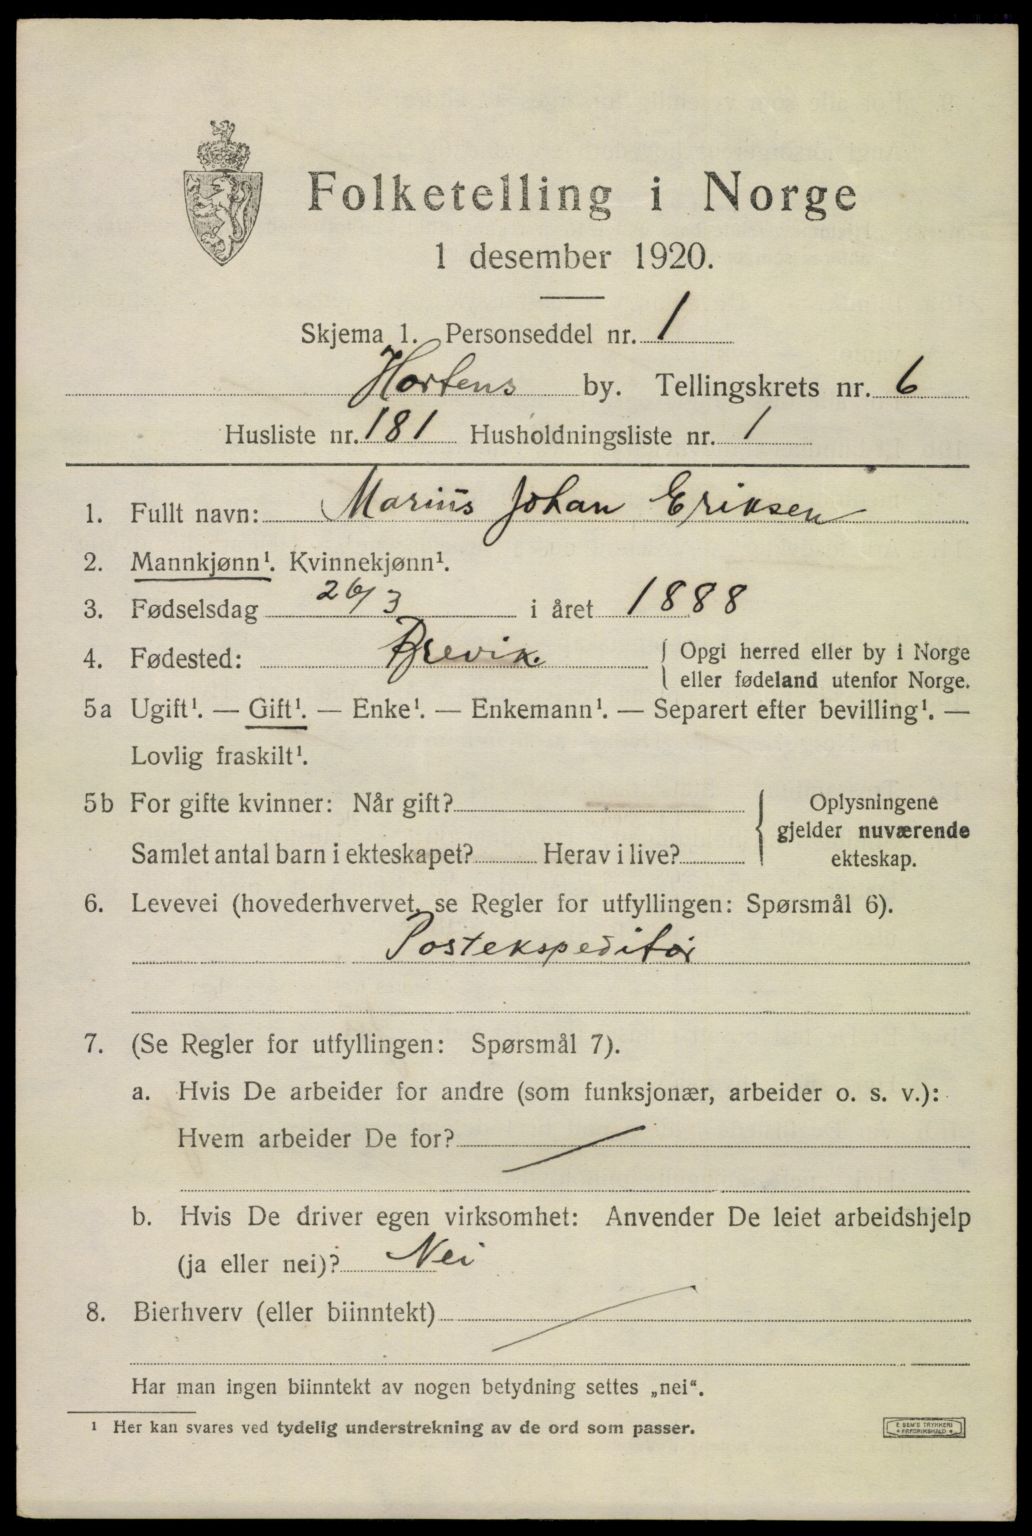 Folketelling i Norge
1 desember 1920.
Skjema 1. Personseddel nr. 1
Hortens by. Tellingskrets nr. 6
Husliste nr. 181 Husholdningsliste nr. 1
1. Fullt navn: Marius Johan Eriksen
2. Mannkjønn¹. Kvinnekjønn¹.
3. Fødselsdag 26/3 i året 1888
4. Fødested: Brevik. { Opgi herred eller by i Norge
eller fødeland utenfor Norge.
5a Ugift¹. — Gift¹. — Enke¹. — Enkemann¹. — Separert efter bevilling¹. —
Lovlig fraskilt¹.
5b For gifte kvinner: Når gift? { Oplysningene
gjelder nuværende
Samlet antal barn i ekteskapet? Herav i live? ekteskap.
6. Levevei (hovederhvervet, se Regler for utfyllingen: Spørsmål 6).
Postekspeditør
7. (Se Regler for utfyllingen: Spørsmål 7).
a. Hvis De arbeider for andre (som funksjonær, arbeider o. s. v.):
Hvem arbeider De for? /
b. Hvis De driver egen virksomhet: Anvender De leiet arbeidshjelp
(ja eller nei)? Nei
8. Bierhverv (eller biinntekt) /
Har man ingen biinntekt av nogen betydning settes „nei“.
¹ Her kan svares ved tydelig understrekning av de ord som passer.
E. SEM'S TRYKKERI
FREDRIKSHALD